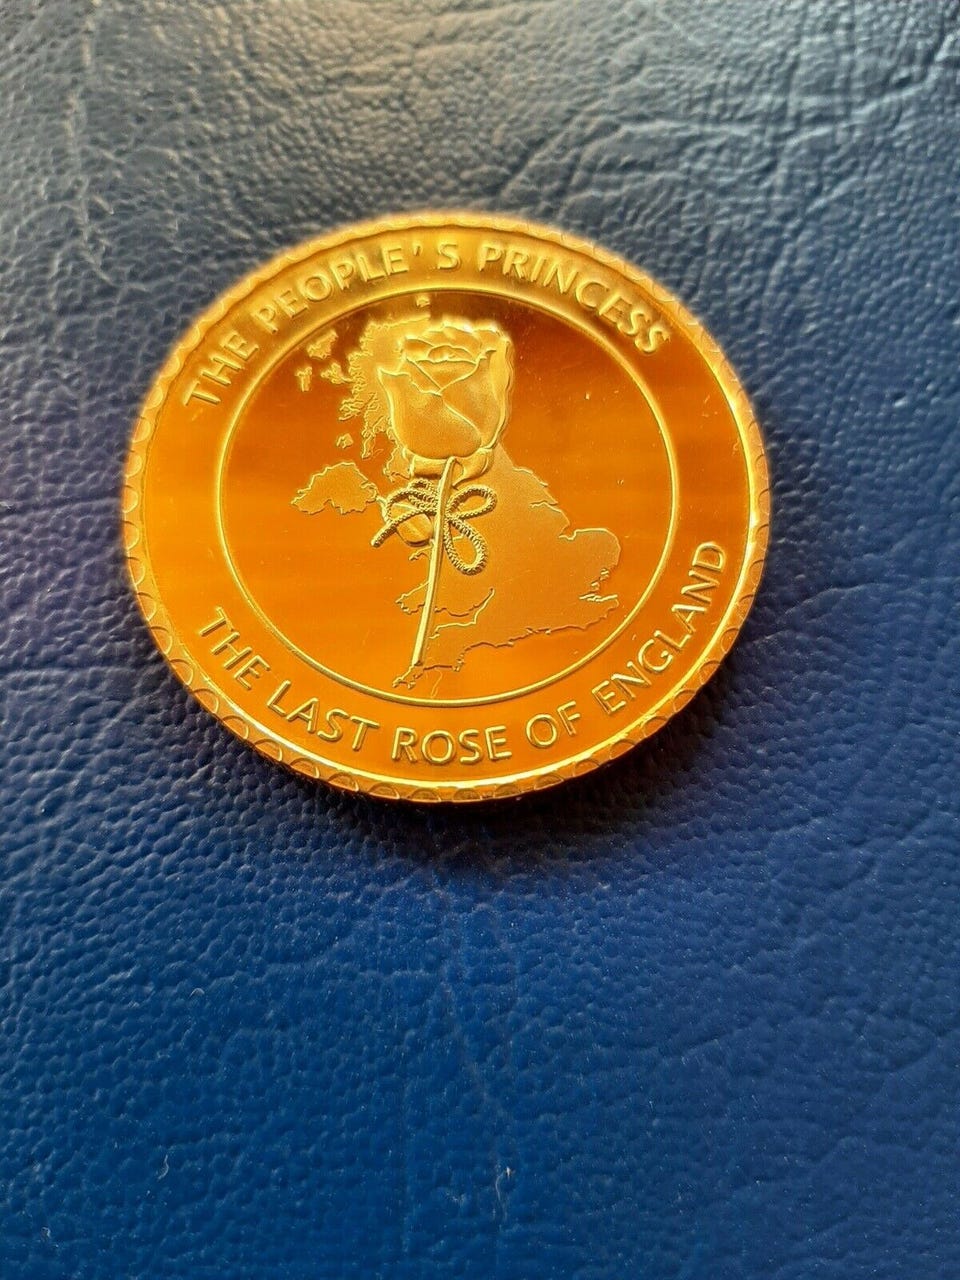 THE PEOPLE'S PRINCESS
THE LAST ROSE OF ENGLAND